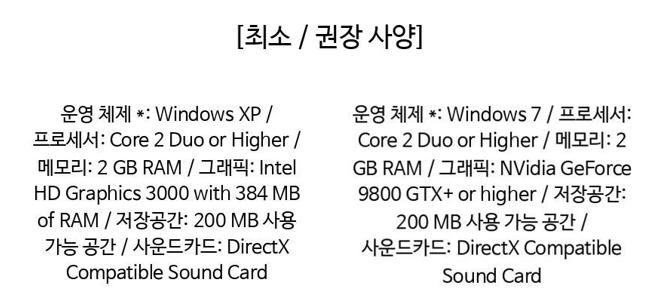 [최소 / 권장 사양]
운영 체제 *: Windows XP /
프로세서: Core 2 Duo or Higher /
메모리: 2 GB RAM / 그래픽: Intel
HD Graphics 3000 with 384 MB
of RAM / 저장공간: 200 MB 사용
가능 공간 / 사운드카드: DirectX
Compatible Sound Card
운영 체제 *: Windows 7 / 프로세서:
Core 2 Duo or Higher / 메모리: 2
GB RAM / 그래픽: NVidia GeForce
9800 GTX+ or higher / 저장공간:
200 MB 사용 가능 공간 /
사운드카드: DirectX Compatible
Sound Card